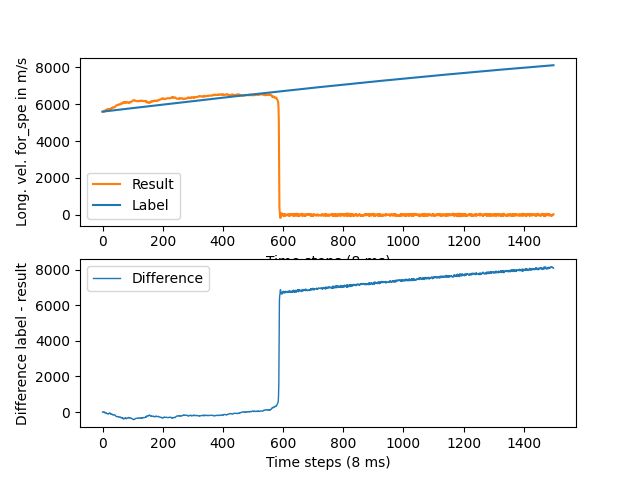 Long. vel. for_spe in m/s
8000
6000
4000
2000
0
Result
Label
0 200 400 600 800 1000 1200 1400
Time steps (8 ms)
Difference label - result
8000
6000
4000
2000
0
Difference
0 200 400 600 800 1000 1200 1400
Time steps (8 ms)